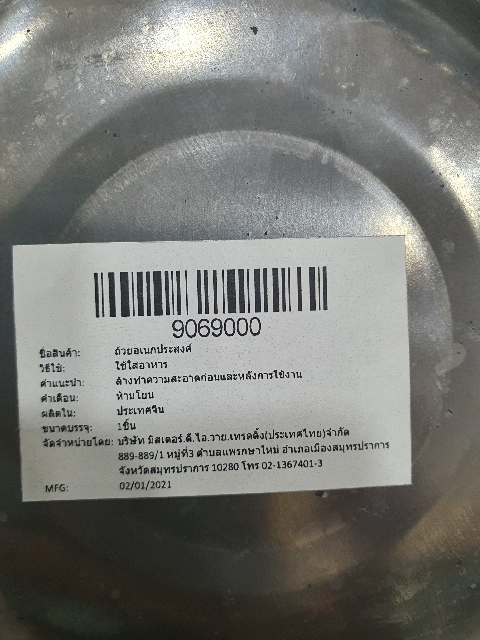 9069000
ชื่อสินค้า: ถ้วยอเนกประสงค์
วิธีใช้: ใช้ใส่อาหาร
คำแนะนำ: ล้างทำความสะอาดก่อนและหลังการใช้งาน
คำเตือน: ห้ามโยน
ผลิตใน: ประเทศจีน
ขนาดบรรจุ: 1ชิ้น
จัดจำหน่ายโดย: บริษัท มิสเตอร์.ดี.ไอ.วาย.เทรดดิ้ง(ประเทศไทย)จำกัด
889-889/1 หมู่ที่3 ตำบลแพรกษาใหม่ อำเภอเมืองสมุทรปราการ
จังหวัดสมุทรปราการ 10280 โทร 02-1367401-3
MFG: 02/01/2021